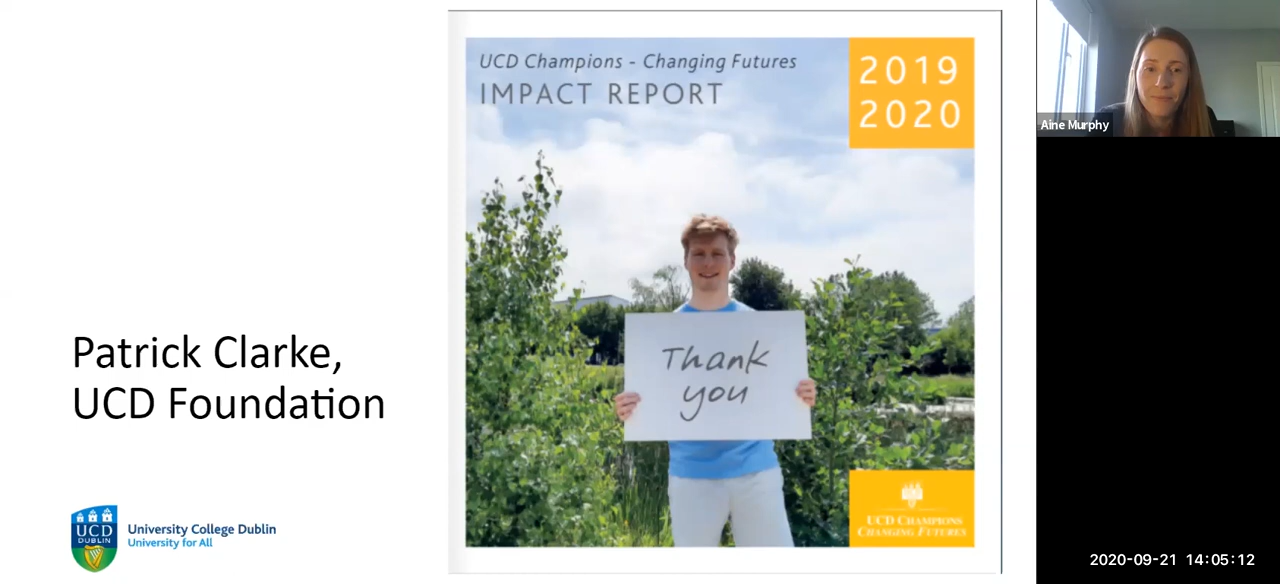 UCD Champions - Changing Futures
IMPACT REPORT
2019
2020
Thank
you
Patrick Clarke,
UCD Foundation
UCD
DUBLIN
University College Dublin
University for All
UCD CHAMPIONS
CHANGING FUTURES
Aine Murphy
2020-09-21 14:05:12